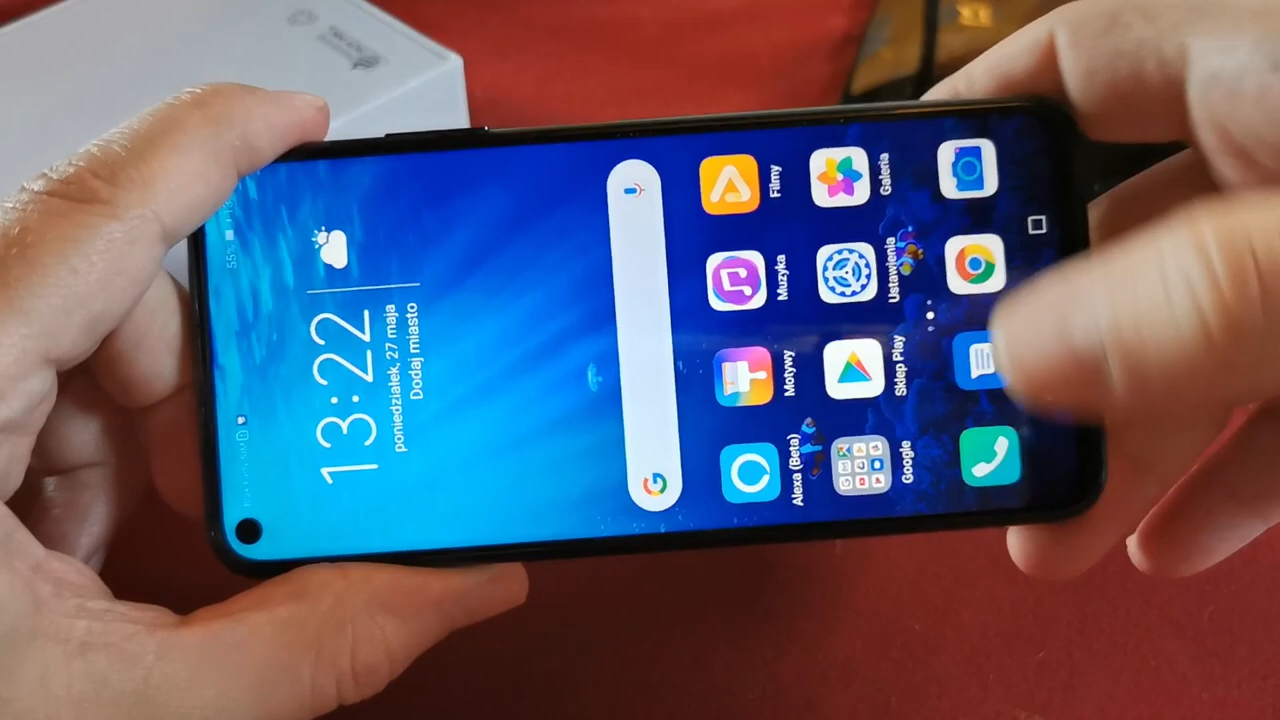 55%
13:22
poniedziałek, 27 maja
Dodaj miasto
Alexa (Beta)
Motywy
Muzyka
Filmy
Google
Sklep Play
Ustawienia
Galeria